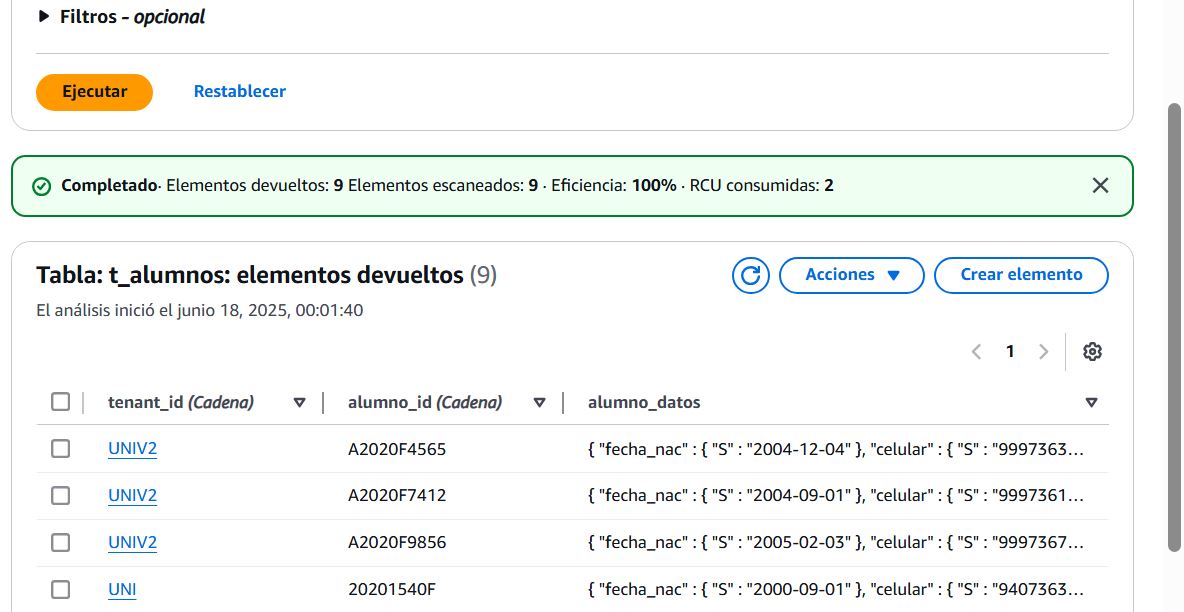 Filtros - opcional
Ejecutar Restablecer
Completado· Elementos devueltos: 9 Elementos escaneados: 9 · Eficiencia: 100% · RCU consumidas: 2
Tabla: t_alumnos: elementos devueltos (9)
Acciones Crear elemento
El análisis inició el junio 18, 2025, 00:01:40
1
tenant_id (Cadena) alumno_id (Cadena) alumno_datos
UNIV2 A2020F4565 { "fecha_nac" : { "S" : "2004-12-04" }, "celular" : { "S" : "9997363...
UNIV2 A2020F7412 { "fecha_nac" : { "S" : "2004-09-01" }, "celular" : { "S" : "9997361...
UNIV2 A2020F9856 { "fecha_nac" : { "S" : "2005-02-03" }, "celular" : { "S" : "9997367...
UNI 20201540F { "fecha_nac" : { "S" : "2000-09-01" }, "celular" : { "S" : "9407363...